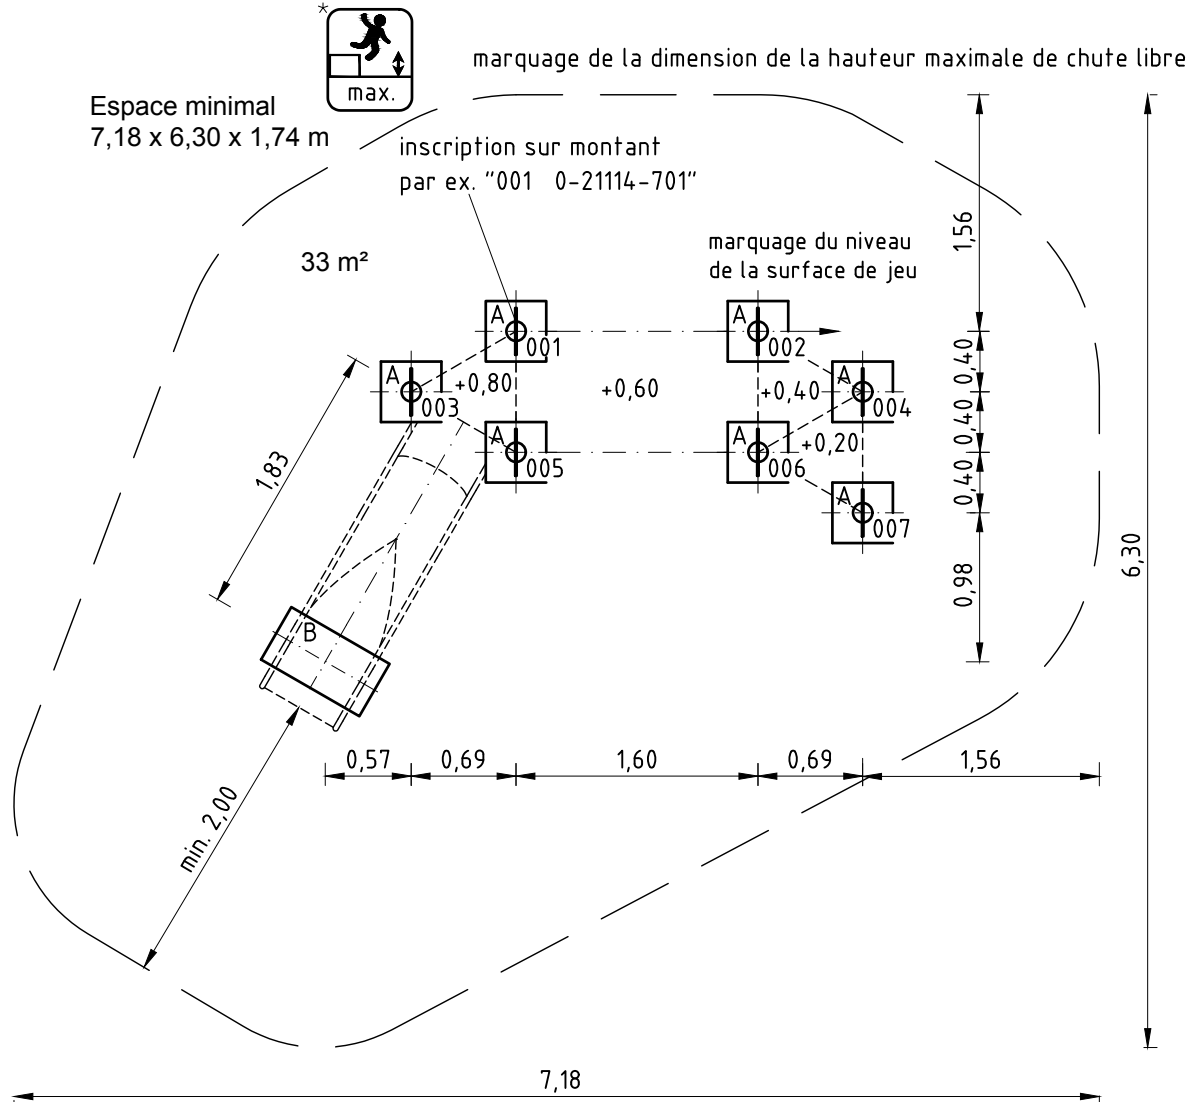 *
max.
marquage de la dimension de la hauteur maximale de chute libre
Espace minimal
7,18 x 6,30 x 1,74 m
inscription sur montant
par ex. "001 0-21114-701"
33 m²
marquage du niveau
de la surface de jeu
1,56
A
001
A
002
0,40
A
003
+0,80
+0,60
+0,40
A
004
0,40
A
005
A
006
+0,20
0,40
1,83
A
007
0,98
6,30
B
0,57
0,69
1,60
0,69
1,56
min. 2,00
7,18